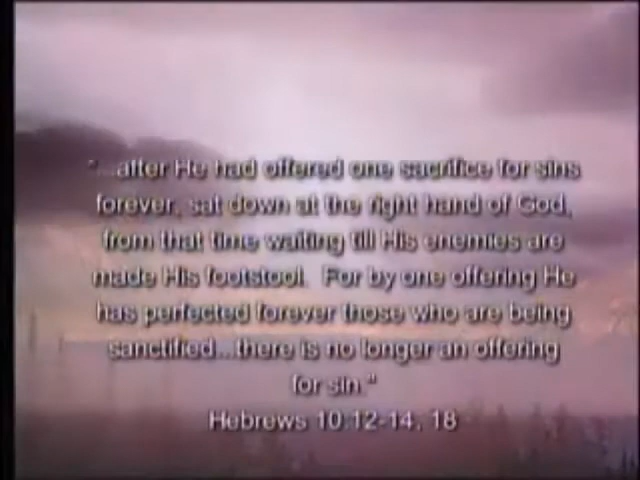 "...after He had offered one sacrifice for sins
forever, sat down at the right hand of God,
from that time waiting till His enemies are
made His footstool.  For by one offering He
has perfected forever those who are being
sanctified...there is no longer an offering
for sin."
Hebrews 10:12-14, 18